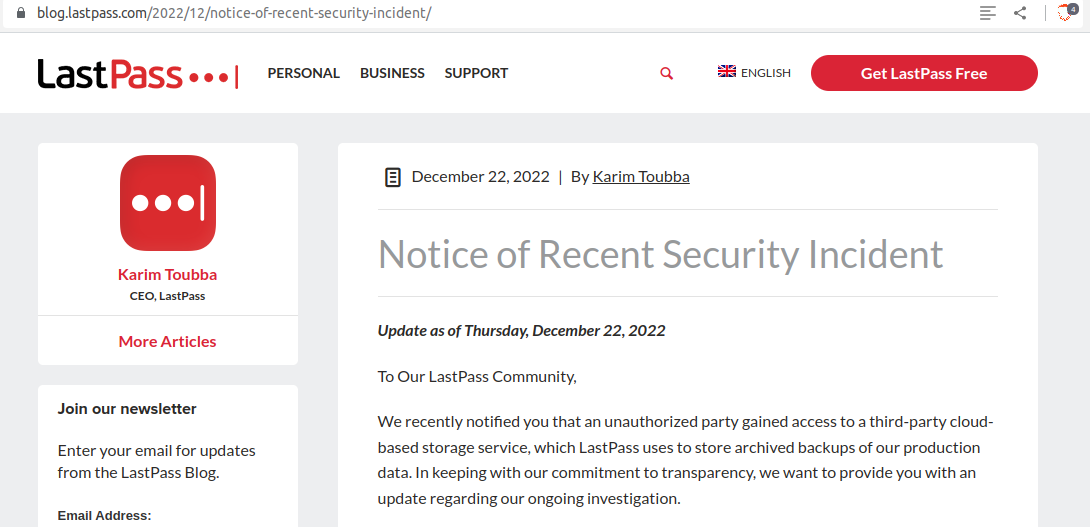 blog.lastpass.com/2022/12/notice-of-recent-security-incident/
4
LastPass
PERSONAL BUSINESS SUPPORT
ENGLISH
Get LastPass Free
Karim Toubba
CEO, LastPass
More Articles
Join our newsletter
Enter your email for updates
from the LastPass Blog.
Email Address:
December 22, 2022 | By Karim Toubba
Notice of Recent Security Incident
Update as of Thursday, December 22, 2022
To Our LastPass Community,
We recently notified you that an unauthorized party gained access to a third-party cloud-
based storage service, which LastPass uses to store archived backups of our production
data. In keeping with our commitment to transparency, we want to provide you with an
update regarding our ongoing investigation.